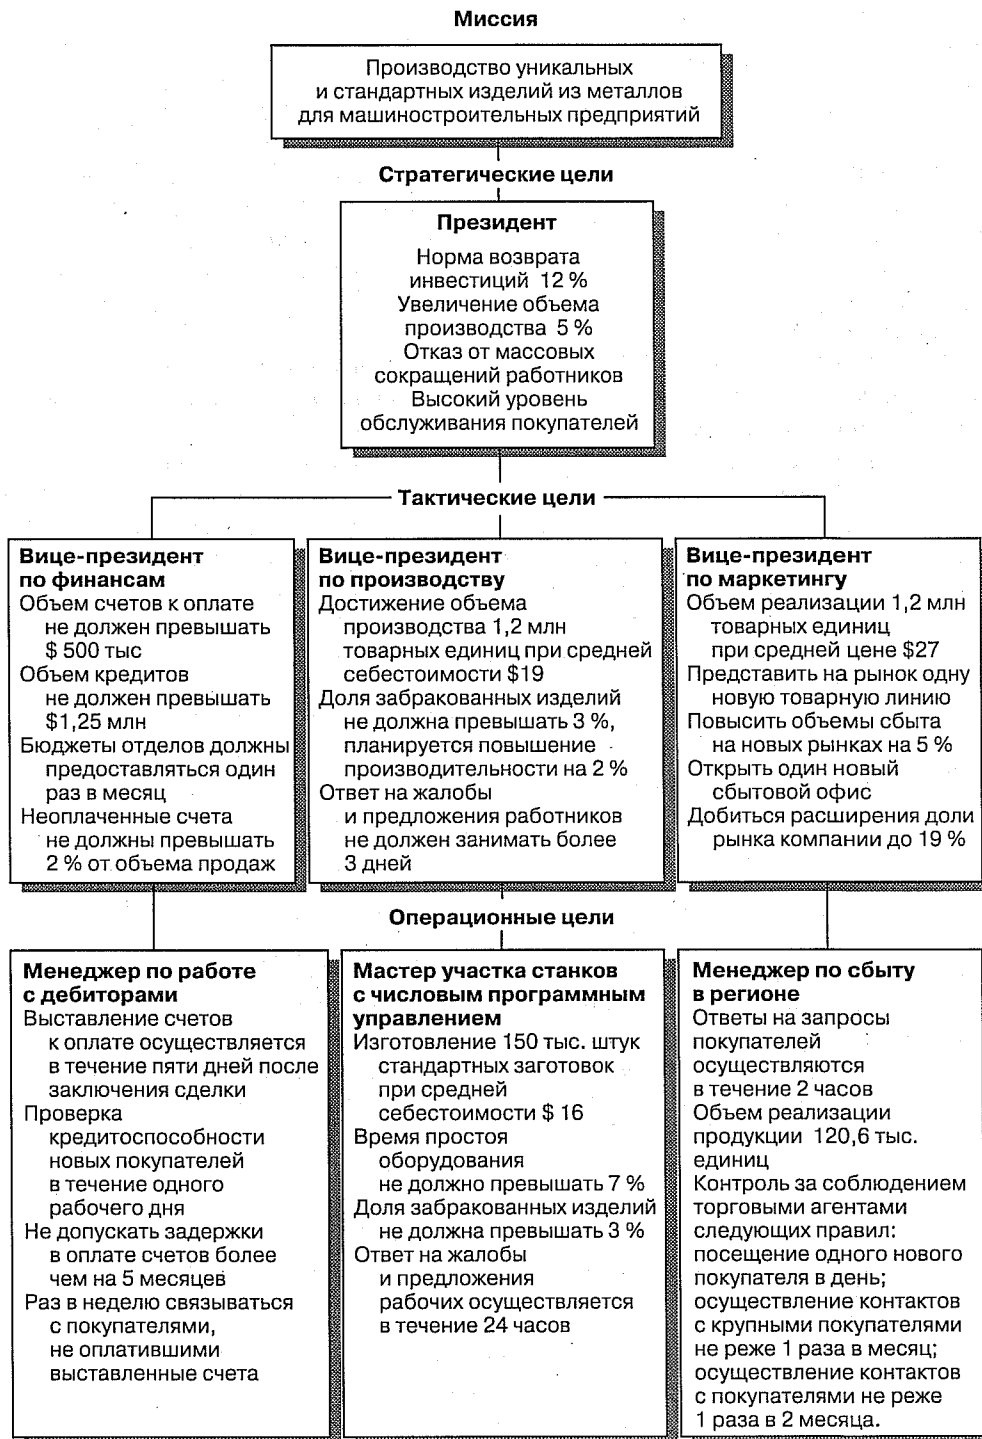 Миссия
Производство уникальных
и стандартных изделий из металлов
для машиностроительных предприятий
Стратегические цели
Президент
Норма возврата
инвестиций 12 %
Увеличение объема
производства 5 %
Отказ от массовых
сокращений работников
Высокий уровень
обслуживания покупателей
Тактические цели
Вице-президент
по финансам
Объем счетов к оплате
не должен превышать
$ 500 тыс
Объем кредитов
не должен превышать
$1,25 млн
Бюджеты отделов должны
предоставляться один
раз в месяц
Неоплаченные счета
не должны превышать
2 % от объема продаж
Вице-президент
по производству
Достижение объема
производства 1,2 млн
товарных единиц при средней
себестоимости $19
Доля забракованных изделий
не должна превышать 3 %,
планируется повышение
производительности на 2 %
Ответ на жалобы
и предложения работников
не должен занимать более
3 дней
Вице-президент
по маркетингу
Объем реализации 1,2 млн
товарных единиц
при средней цене $27
Представить на рынок одну
новую товарную линию
Повысить объемы сбыта
на новых рынках на 5 %
Открыть один новый
сбытовой офис
Добиться расширения доли
рынка компании до 19 %
Операционные цели
Менеджер по работе
с дебиторами
Выставление счетов
к оплате осуществляется
в течение пяти дней после
заключения сделки
Проверка
кредитоспособности
новых покупателей
в течение одного
рабочего дня
Не допускать задержки
в оплате счетов более
чем на 5 месяцев
Раз в неделю связываться
с покупателями,
не оплатившими
выставленные счета
Мастер участка станков
с числовым программным
управлением
Изготовление 150 тыс. штук
стандартных заготовок
при средней
себестоимости $ 16
Время простоя
оборудования
не должно превышать 7 %
Доля забракованных изделий
не должна превышать 3 %
Ответ на жалобы
и предложения
рабочих осуществляется
в течение 24 часов
Менеджер по сбыту
в регионе
Ответы на запросы
покупателей
осуществляются
в течение 2 часов
Объем реализации
продукции 120,6 тыс.
единиц
Контроль за соблюдением
торговыми агентами
следующих правил:
посещение одного нового
покупателя в день;
осуществление контактов
с крупными покупателями
не реже 1 раза в месяц;
осуществление контактов
с покупателями не реже
1 раза в 2 месяца.